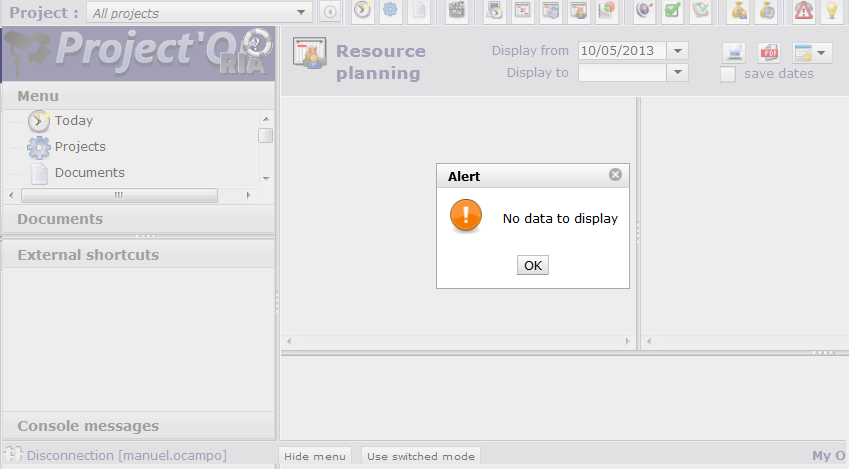 Project : All projects
Project'Or
RIA
Resource
planning
Display from 10/05/2013
Display to
save dates
Menu
Today
Projects
Documents
Documents
External shortcuts
Alert
No data to display
OK
Console messages
Disconnection [manuel.ocampo]
Hide menu
Use switched mode
My O